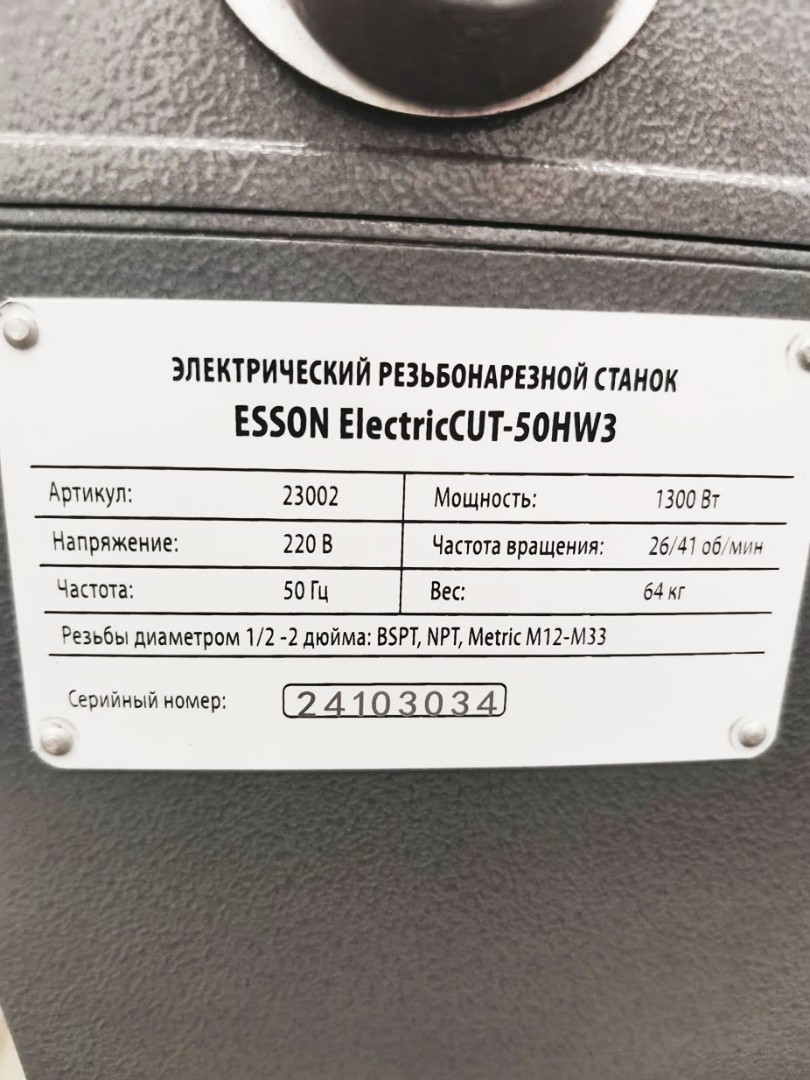 ЭЛЕКТРИЧЕСКИЙ РЕЗЬБОНАРЕЗНОЙ СТАНОК
ESSON ElectricCUT-50HW3
Артикул: 23002 Мощность: 1300 Вт
Напряжение: 220 В Частота вращения: 26/41 об/мин
Частота: 50 Гц Вес: 64 кг
Резьбы диаметром 1/2 -2 дюйма: BSPT, NPT, Metric M12-M33
Серийный номер: 24103034